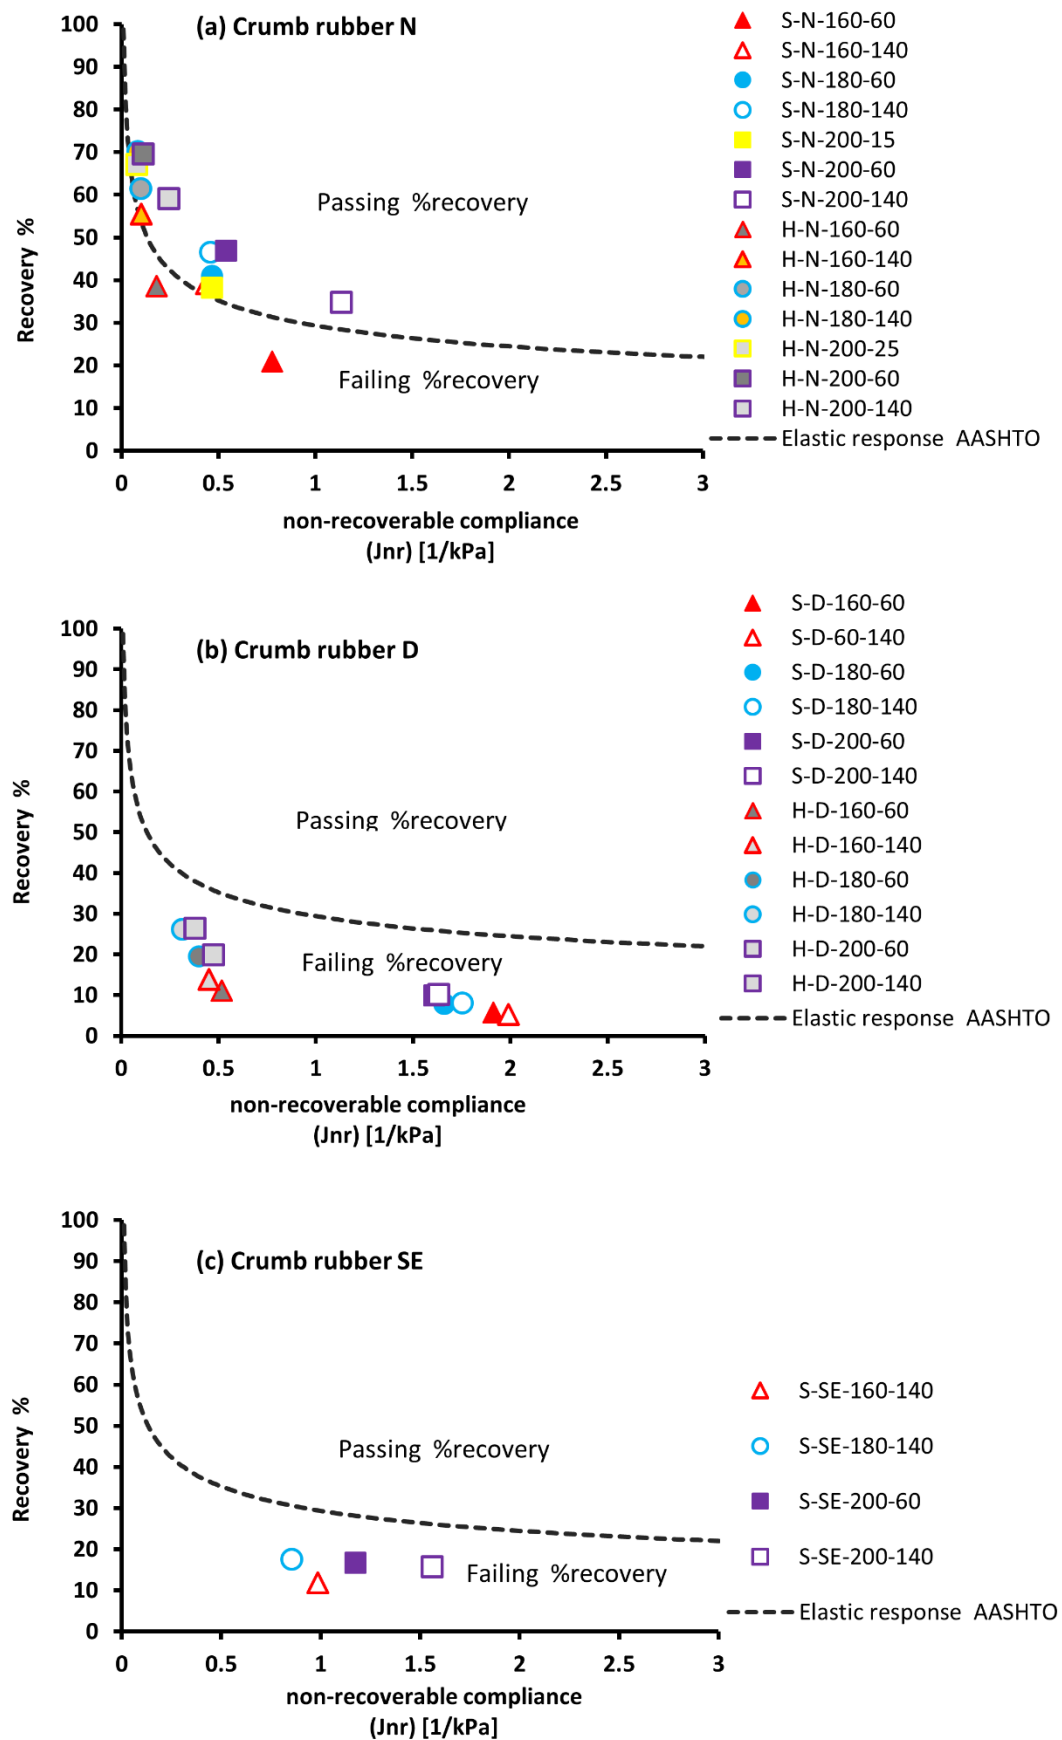 (a) Crumb rubber N
100
90
80
70
60
50
40
30
20
10
0
Recovery %
Passing %recovery
Failing %recovery
0 0.5 1 1.5 2 2.5 3
non-recoverable compliance
(Jnr) [1/kPa]
S-N-160-60
S-N-160-140
S-N-180-60
S-N-180-140
S-N-200-15
S-N-200-60
S-N-200-140
H-N-160-60
H-N-160-140
H-N-180-60
H-N-180-140
H-N-200-25
H-N-200-60
H-N-200-140
Elastic response AASHTO
(b) Crumb rubber D
100
90
80
70
60
50
40
30
20
10
0
Recovery %
Passing %recovery
Failing %recovery
0 0.5 1 1.5 2 2.5 3
non-recoverable compliance
(Jnr) [1/kPa]
S-D-160-60
S-D-60-140
S-D-180-60
S-D-180-140
S-D-200-60
S-D-200-140
H-D-160-60
H-D-160-140
H-D-180-60
H-D-180-140
H-D-200-60
H-D-200-140
Elastic response AASHTO
(c) Crumb rubber SE
100
90
80
70
60
50
40
30
20
10
0
Recovery %
Passing %recovery
Failing %recovery
0 0.5 1 1.5 2 2.5 3
non-recoverable compliance
(Jnr) [1/kPa]
S-SE-160-140
S-SE-180-140
S-SE-200-60
S-SE-200-140
Elastic response AASHTO